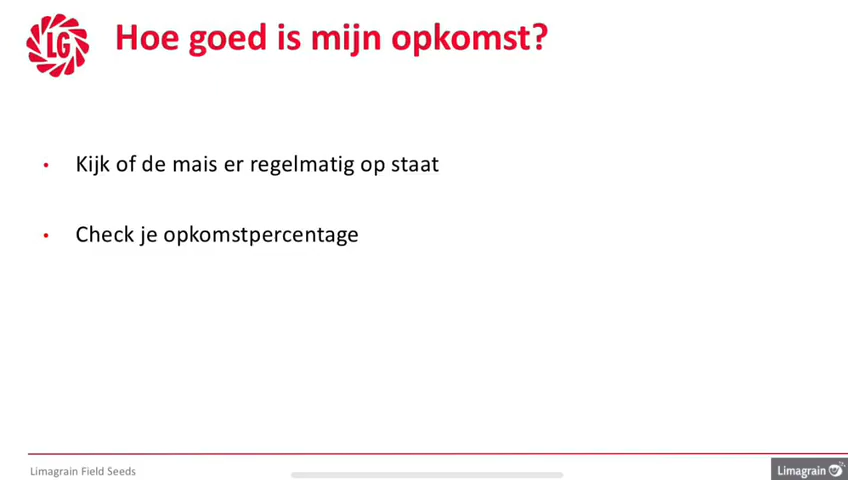 LG
Hoe goed is mijn opkomst?
• Kijk of de mais er regelmatig op staat
• Check je opkomstpercentage
Limagrain Field Seeds
Limagrain